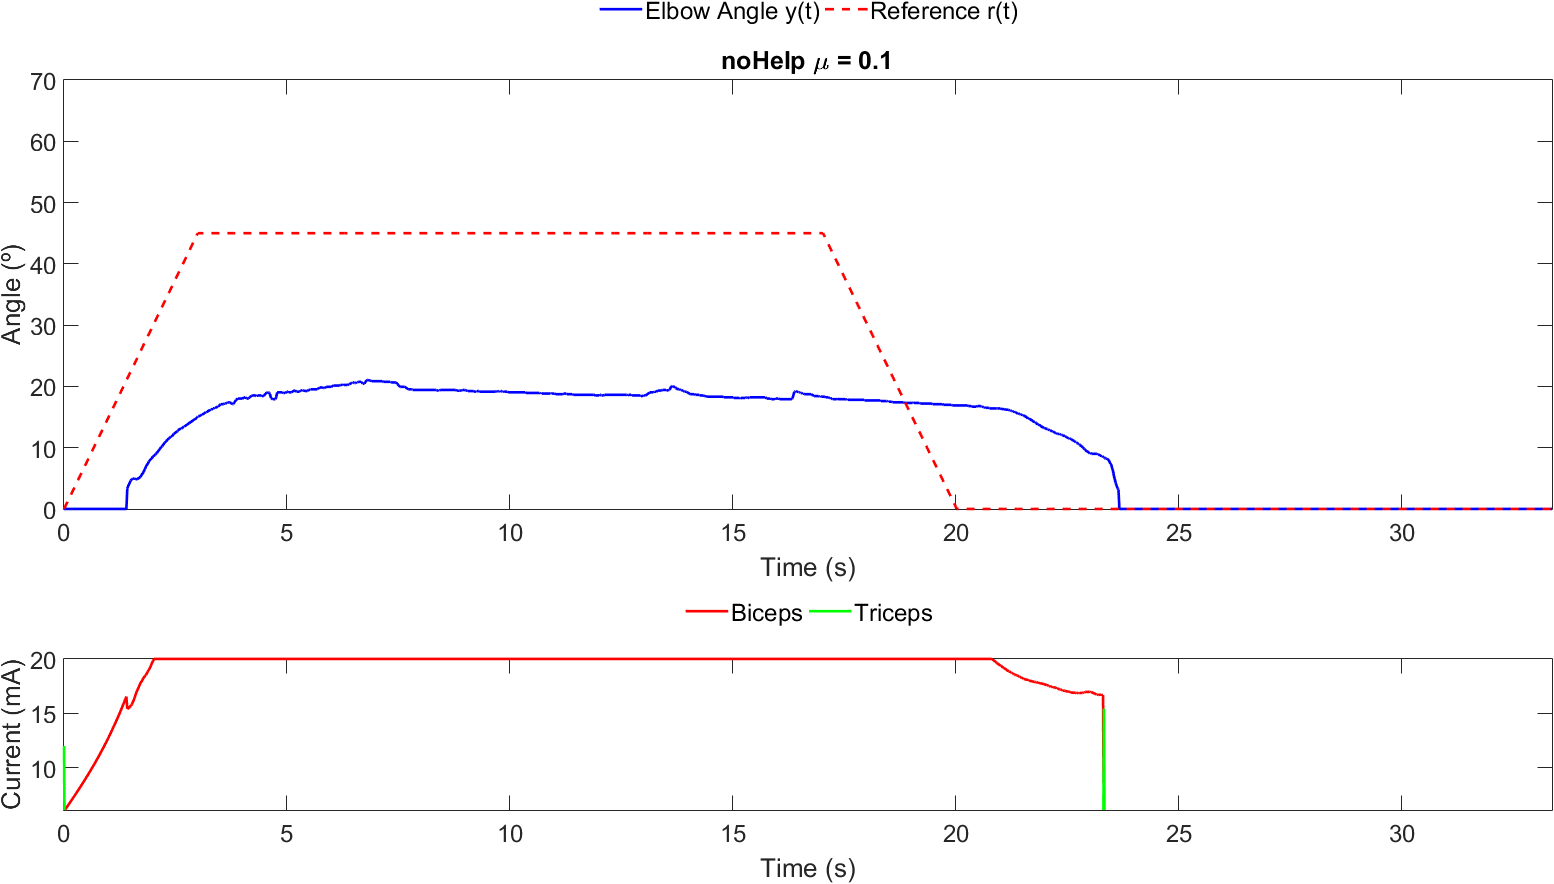 Elbow Angle y(t) Reference r(t)
noHelp μ = 0.1
70
60
50
40
30
20
10
0
Angle (º)
0 5 10 15 20 25 30
Time (s)
Biceps Triceps
20
15
10
Current (mA)
0 5 10 15 20 25 30
Time (s)